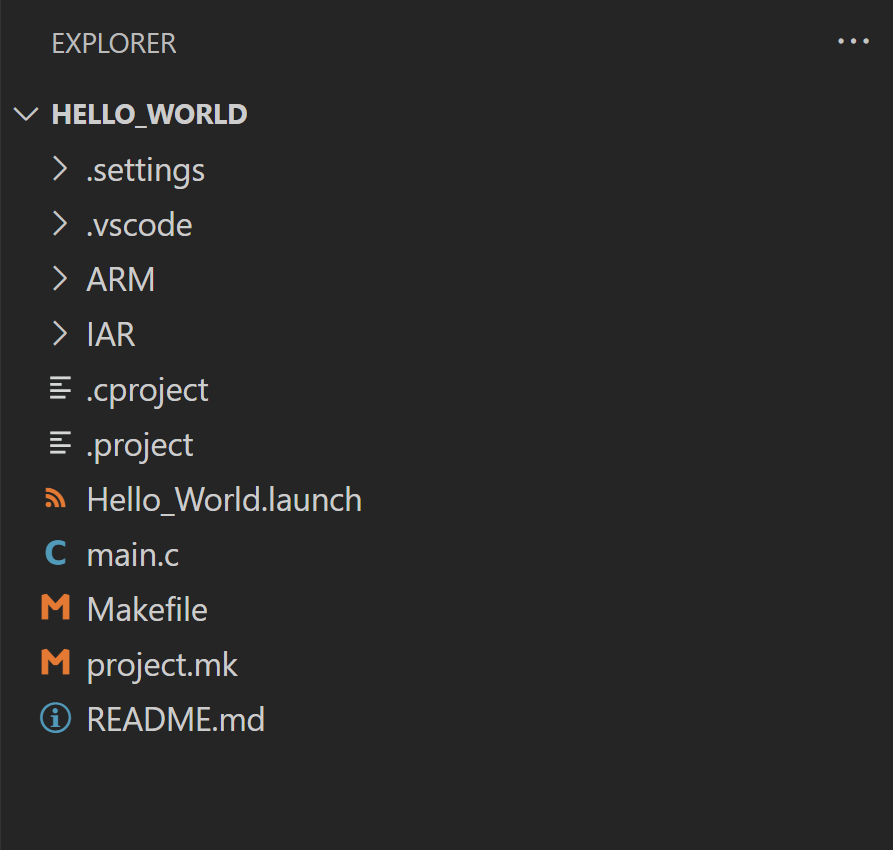 EXPLORER
HELLO_WORLD
.settings
.vscode
ARM
IAR
.cproject
.project
Hello_World.launch
C main.c
M Makefile
M project.mk
README.md